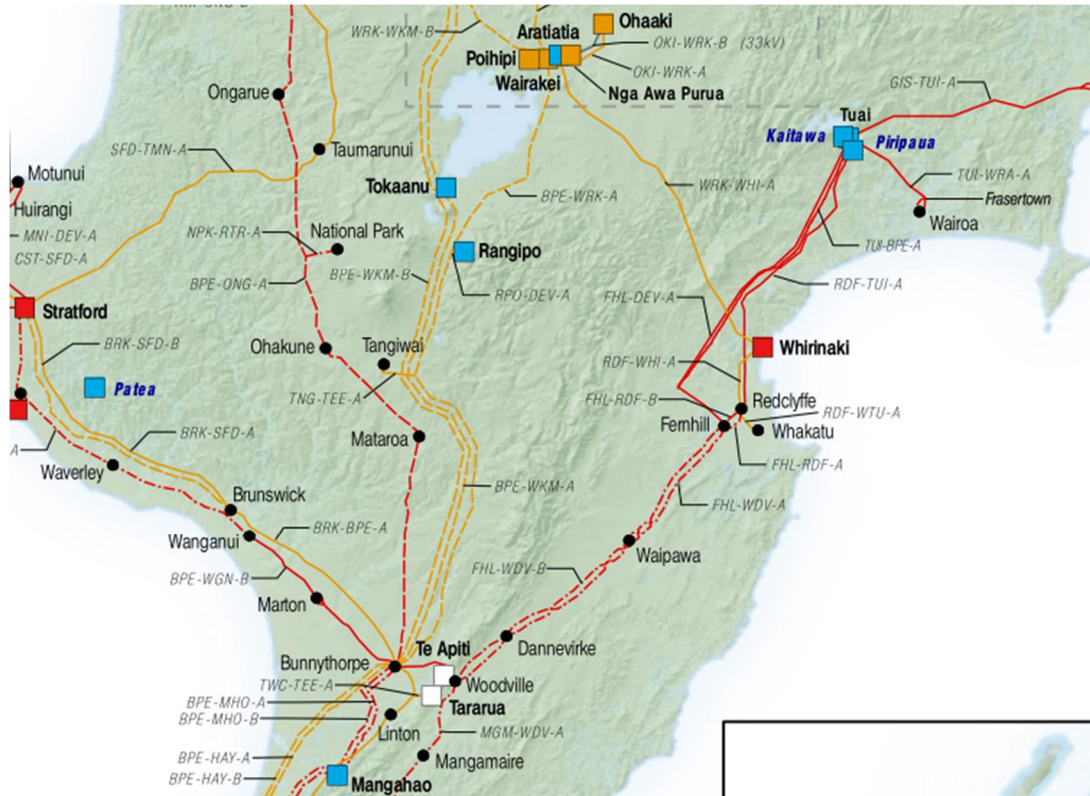 WRK-WKM-B
Ohaaki
Aratiatia
OKI-WRK-B (33kV)
Poihipi
OKI-WRK-A
Wairakei
Nga Awa Purua
Ongarue
GIS-TUI-A
Tuai
Kaitawa
Piripaua
SFD-TMN-A
Taumarunui
Motunui
TUI-WRA-A
Tokaanu
WRK-WHI-A
BPE-WRK-A
Frasertown
Huirangi
Wairoa
MNI-DEV-A
NPK-RTR-A
National Park
TUI-BPE-A
CST-SFD-A
Rangipo
BPE-ONG-A
BPE-WKM-B
RPO-DEV-A
RDF-TUI-A
FHL-DEV-A
Stratford
BRK-SFD-B
Ohakune
Tangiwai
Whirinaki
RDF-WHI-A
Patea
TNG-TEE-A
FHL-RDF-B
Redclyffe
RDF-WTU-A
Fernhill
Whakatu
BRK-SFD-A
Mataroa
A
Waverley
FHL-RDF-A
BPE-WKM-A
Brunswick
FHL-WDV-A
BRK-BPE-A
Wanganui
Waipawa
FHL-WDV-B
BPE-WGN-B
Marton
Te Apiti
Dannevirke
Bunnythorpe
TWC-TEE-A
Woodville
BPE-MHO-A
Tararua
BPE-MHO-B
Linton
MGM-WDV-A
BPE-HAY-A
Mangamaire
BPE-HAY-B
Mangahao